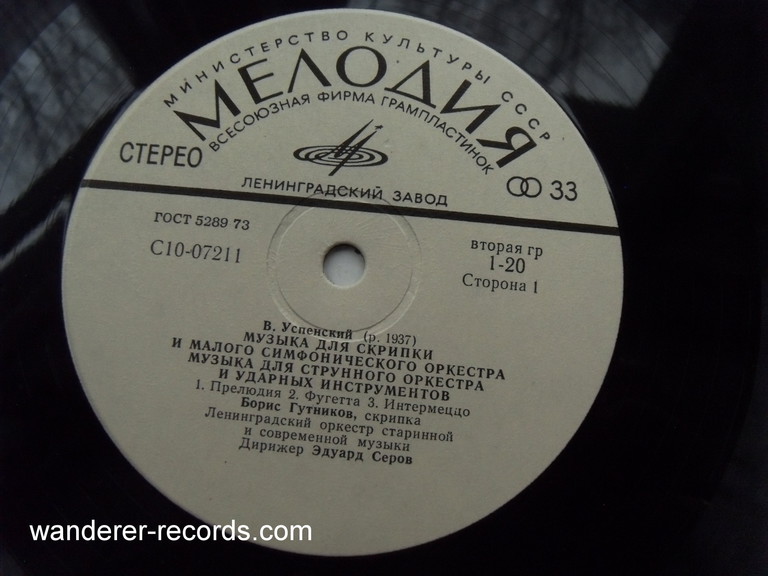 МИНИСТЕРСТВО КУЛЬТУРЫ СССР
МЕЛОДИЯ
ВСЕСОЮЗНАЯ ФИРМА ГРАМПЛАСТИНОК
СТЕРЕО
33
ЛЕНИНГРАДСКИЙ ЗАВОД
ГОСТ 5289 73
С10-07211
вторая гр
1-20
Сторона 1
В. Успенский (р. 1937)
МУЗЫКА ДЛЯ СКРИПКИ
И МАЛОГО СИМФОНИЧЕСКОГО ОРКЕСТРА
МУЗЫКА ДЛЯ СТРУННОГО ОРКЕСТРА
И УДАРНЫХ ИНСТРУМЕНТОВ
1. Прелюдия 2. Фугетта 3. Интермеццо
Борис Гутников, скрипка
Ленинградский оркестр старинной
и современной музыки
Дирижер Эдуард Серов
wanderer-records.com